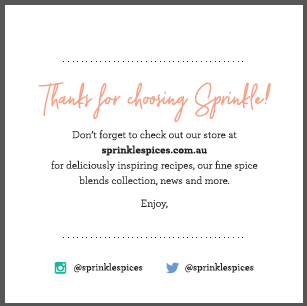 Thanks for choosing Sprinkle!
Don't forget to check out our store at
sprinklespices.com.au
for deliciously inspiring recipes, our fine spice
blends collection, news and more.
Enjoy,
@sprinklespices @sprinklespices